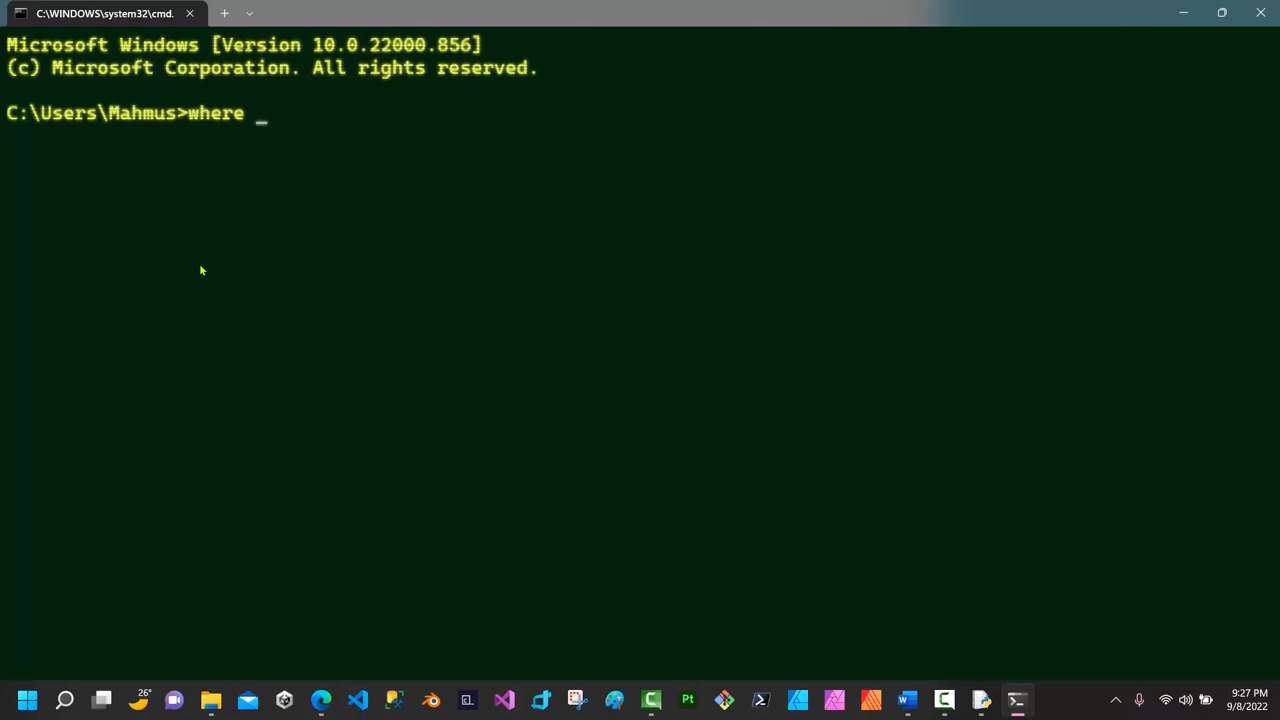 C:\WINDOWS\system32\cmd.
Microsoft Windows [Version 10.0.22000.856]
(c) Microsoft Corporation. All rights reserved.
C:\Users\Mahmus>where _
26°
Pt
9:27 PM
9/8/2022